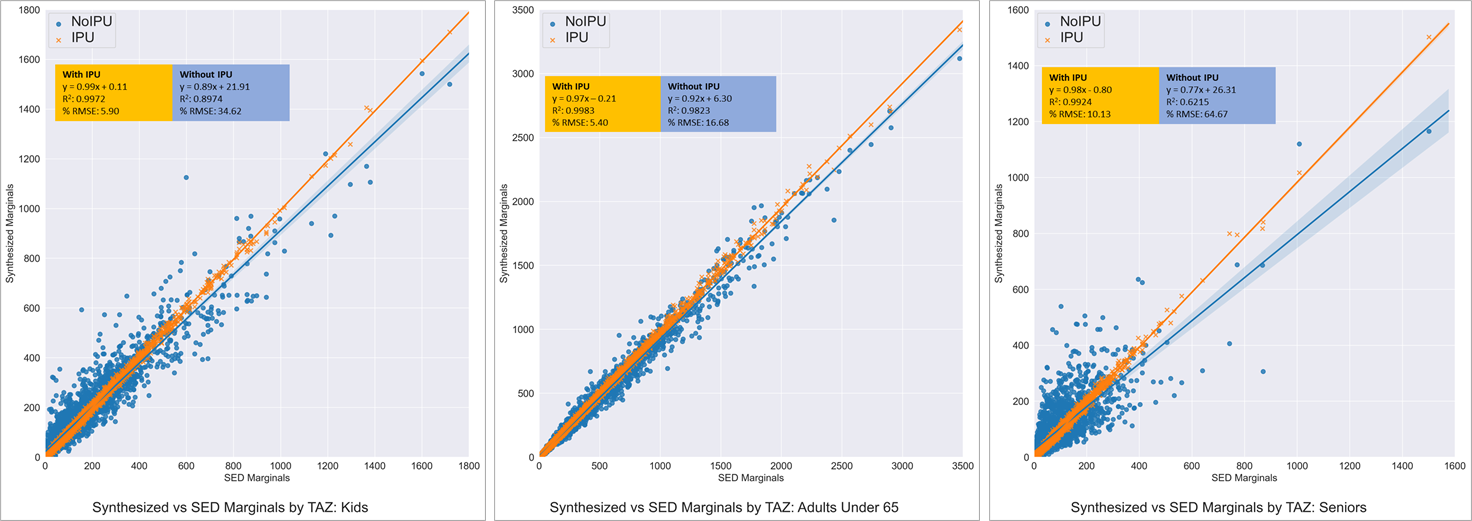 1800
1600
1400
1200
1000
800
600
400
200
0
Synthesized Marginals
NoIPU
IPU
With IPU
y = 0.99x + 0.11
R²: 0.9972
% RMSE: 5.90
Without IPU
y = 0.89x + 21.91
R²: 0.8974
% RMSE: 34.62
0 200 400 600 800 1000 1200 1400 1600 1800
SED Marginals
Synthesized vs SED Marginals by TAZ: Kids
3500
3000
2500
2000
1500
1000
500
0
Synthesized Marginals
NoIPU
IPU
With IPU
y = 0.97x – 0.21
R²: 0.9983
% RMSE: 5.40
Without IPU
y = 0.92x + 6.30
R²: 0.9823
% RMSE: 16.68
0 500 1000 1500 2000 2500 3000 3500
SED Marginals
Synthesized vs SED Marginals by TAZ: Adults Under 65
1600
1400
1200
1000
800
600
400
200
0
Synthesized Marginals
NoIPU
IPU
With IPU
y = 0.98x - 0.80
R²: 0.9924
% RMSE: 10.13
Without IPU
y = 0.77x + 26.31
R²: 0.6215
% RMSE: 64.67
0 200 400 600 800 1000 1200 1400 1600
SED Marginals
Synthesized vs SED Marginals by TAZ: Seniors